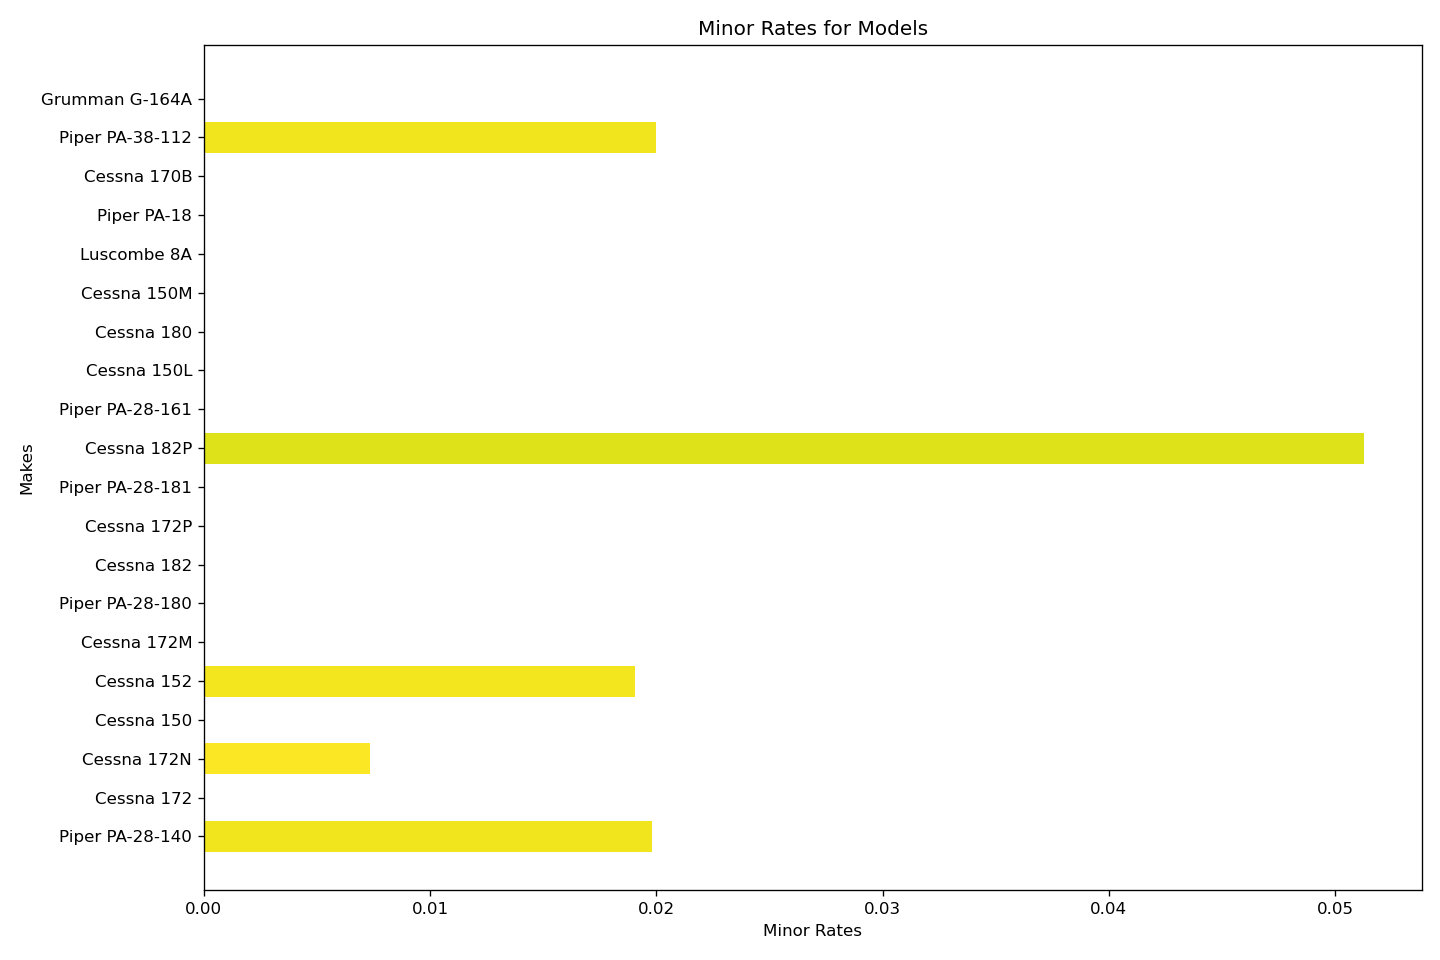 Minor Rates for Models
Grumman G-164A
Piper PA-38-112
Cessna 170B
Piper PA-18
Luscombe 8A
Cessna 150M
Cessna 180
Cessna 150L
Piper PA-28-161
Cessna 182P
Piper PA-28-181
Cessna 172P
Cessna 182
Piper PA-28-180
Cessna 172M
Cessna 152
Cessna 150
Cessna 172N
Cessna 172
Piper PA-28-140
Makes
0.00 0.01 0.02 0.03 0.04 0.05
Minor Rates